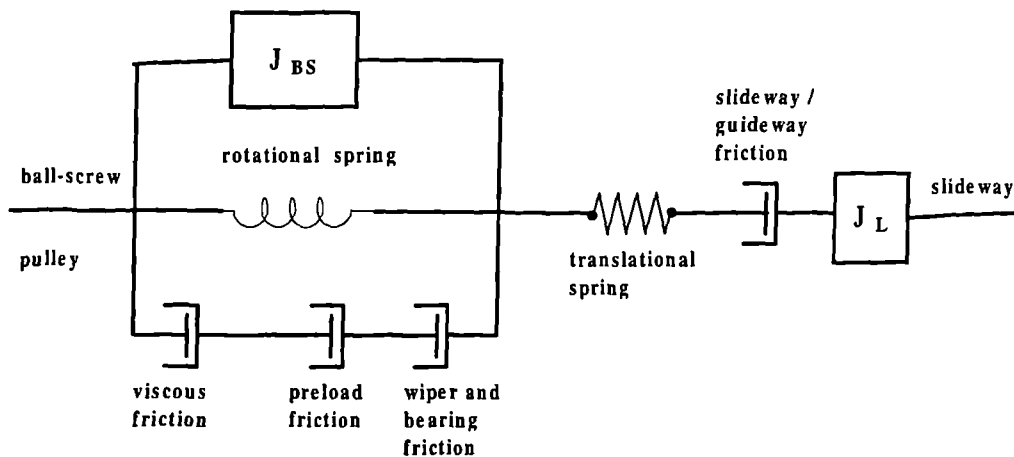 J BS
slideway /
guideway
friction
rotational spring
ball-screw
slideway
J L
pulley
translational
spring
viscous
friction
preload
friction
wiper and
bearing
friction